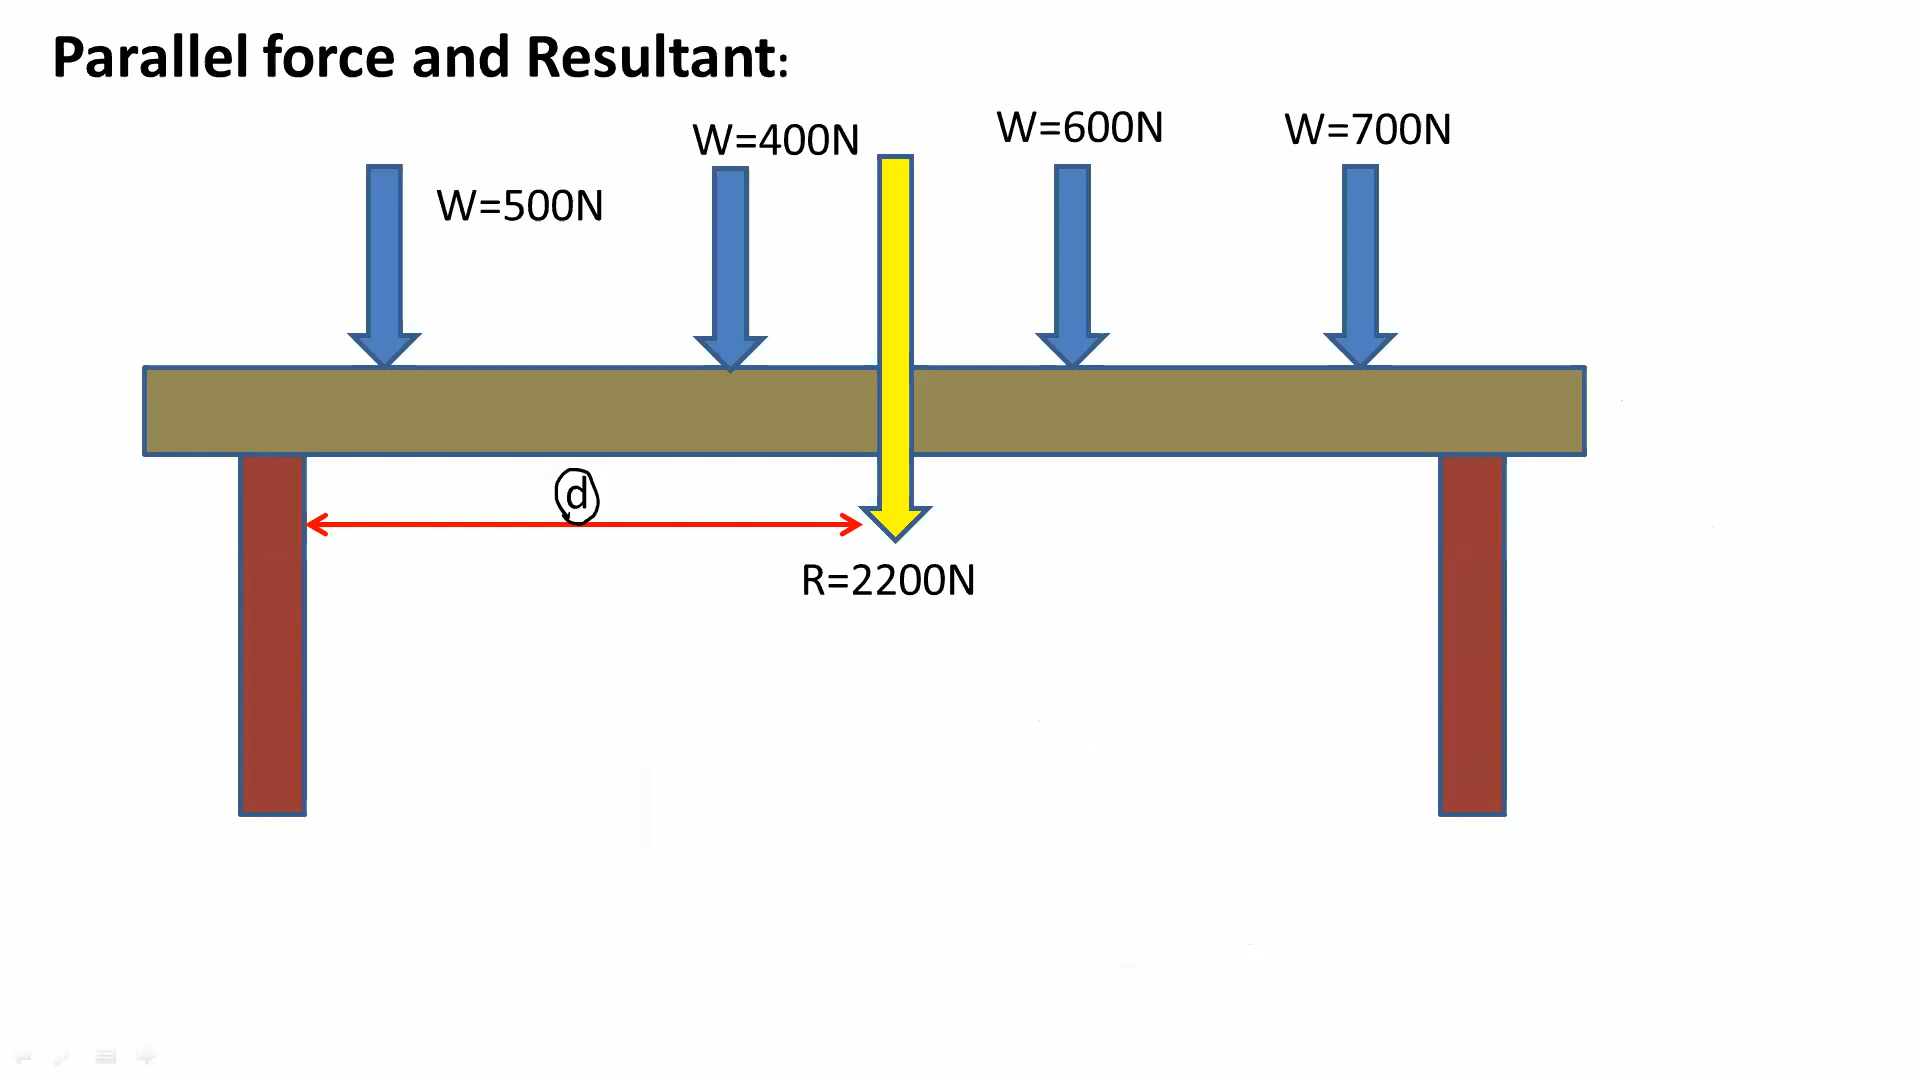 Parallel force and Resultant:
W=500N
W=400N
W=600N
W=700N
d
R=2200N